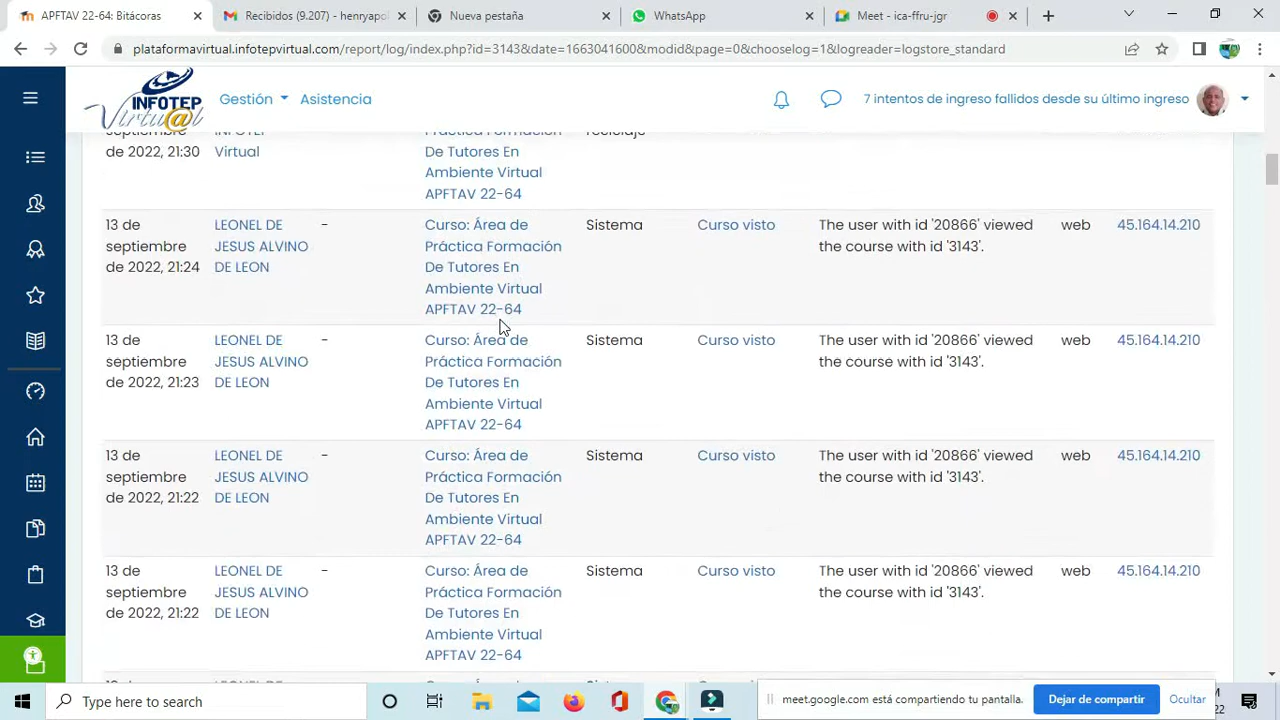 APFTAV 22-64: Bitácoras
Recibidos (9.207) - henryapol
Nueva pestaña
WhatsApp
Meet - ica-ffru-jgr
plataformavirtual.infotepvirtual.com/report/log/index.php?id=3143&date=1663041600&modid&page=0&chooselog=1&logreader=logstore_standard
INFOTEP
Virtu@l
Gestión
Asistencia
7 intentos de ingreso fallidos desde su último ingreso
septiembre
de 2022, 21:30
INFOTEP
Virtual
Práctica Formación
De Tutores En
Ambiente Virtual
APFTAV 22-64
reciclaje
13 de
septiembre
de 2022, 21:24
LEONEL DE
JESUS ALVINO
DE LEON
-
Curso: Área de
Práctica Formación
De Tutores En
Ambiente Virtual
APFTAV 22-64
Sistema
Curso visto
The user with id '20866' viewed
the course with id '3143'.
web
45.164.14.210
13 de
septiembre
de 2022, 21:23
LEONEL DE
JESUS ALVINO
DE LEON
-
Curso: Área de
Práctica Formación
De Tutores En
Ambiente Virtual
APFTAV 22-64
Sistema
Curso visto
The user with id '20866' viewed
the course with id '3143'.
web
45.164.14.210
13 de
septiembre
de 2022, 21:22
LEONEL DE
JESUS ALVINO
DE LEON
-
Curso: Área de
Práctica Formación
De Tutores En
Ambiente Virtual
APFTAV 22-64
Sistema
Curso visto
The user with id '20866' viewed
the course with id '3143'.
web
45.164.14.210
13 de
septiembre
de 2022, 21:22
LEONEL DE
JESUS ALVINO
DE LEON
-
Curso: Área de
Práctica Formación
De Tutores En
Ambiente Virtual
APFTAV 22-64
Sistema
Curso visto
The user with id '20866' viewed
the course with id '3143'.
web
45.164.14.210
Type here to search
meet.google.com está compartiendo tu pantalla.
Dejar de compartir
Ocultar
22